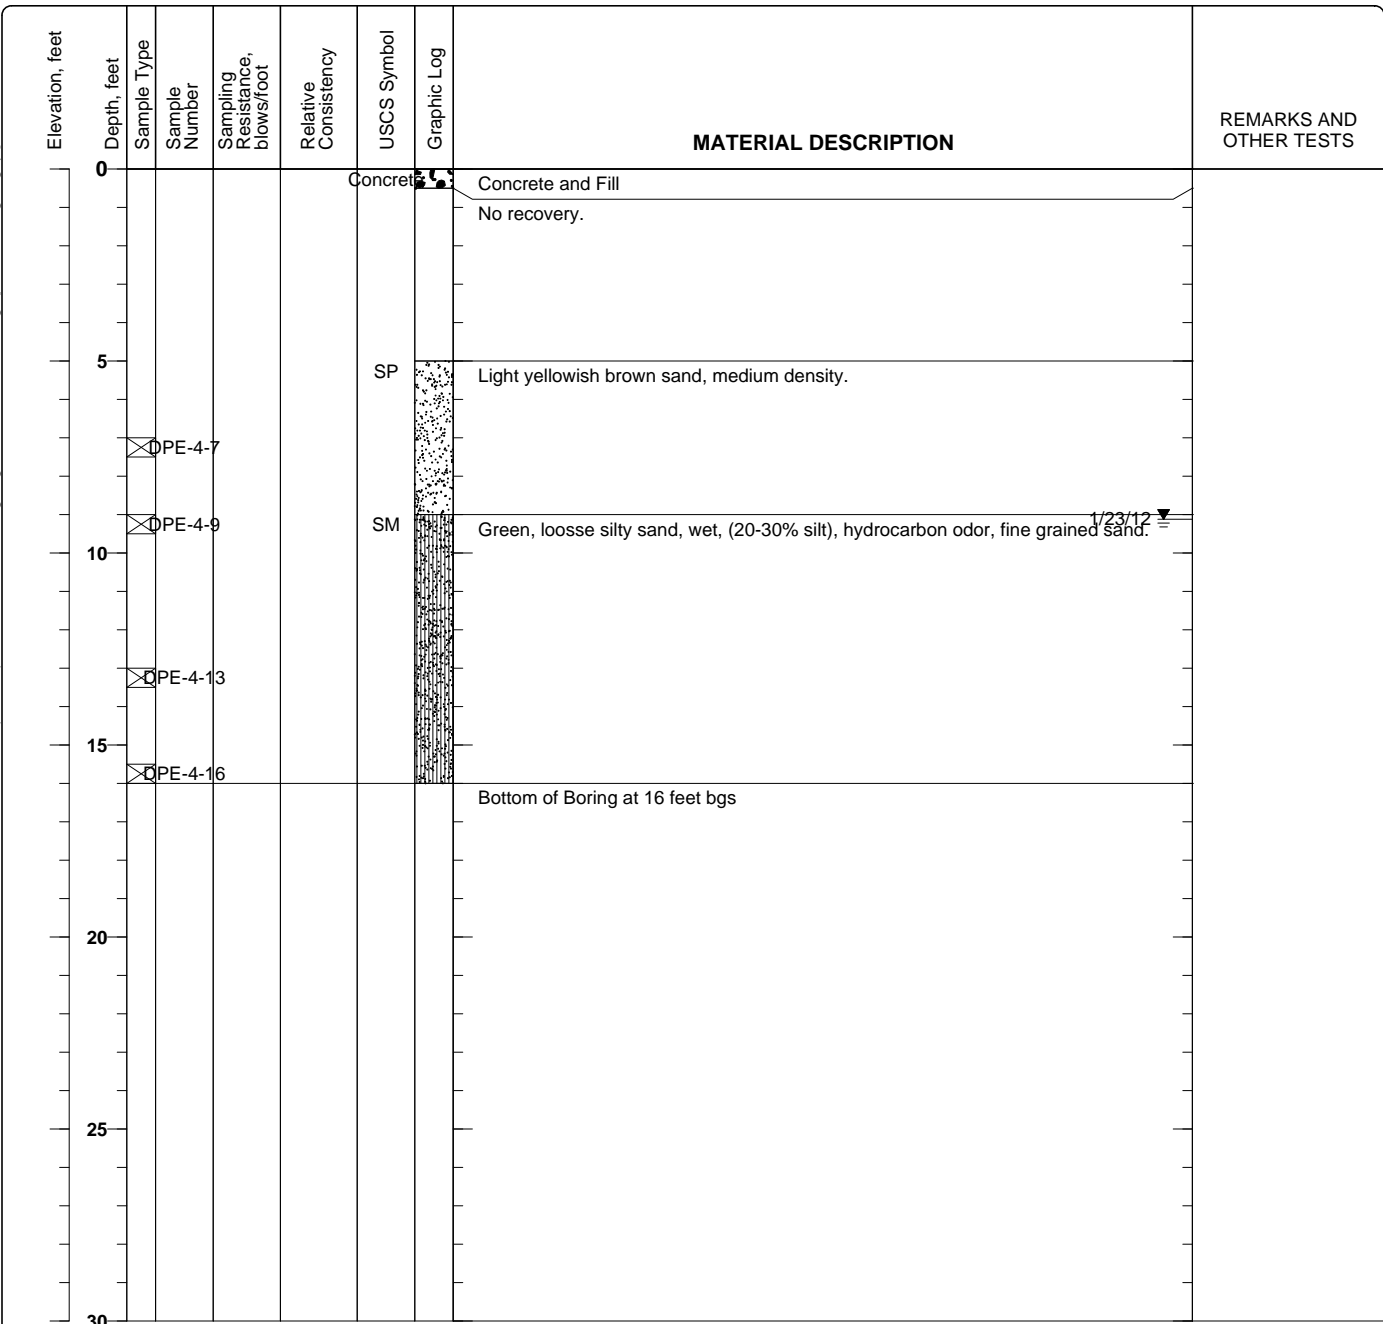 Elevation, feet
Depth, feet
Sample Type
Sample
Number
Sampling
Resistance,
blows/foot
Relative
Consistency
USCS Symbol
Graphic Log
MATERIAL DESCRIPTION
REMARKS AND
OTHER TESTS
0
Concrete
Concrete and Fill
No recovery.
5
SP
Light yellowish brown sand, medium density.
DPE-4-7
DPE-4-9
SM
1/23/12
Green, loosse silty sand, wet, (20-30% silt), hydrocarbon odor, fine grained sand.
10
DPE-4-13
15
DPE-4-16
Bottom of Boring at 16 feet bgs
20
25
30